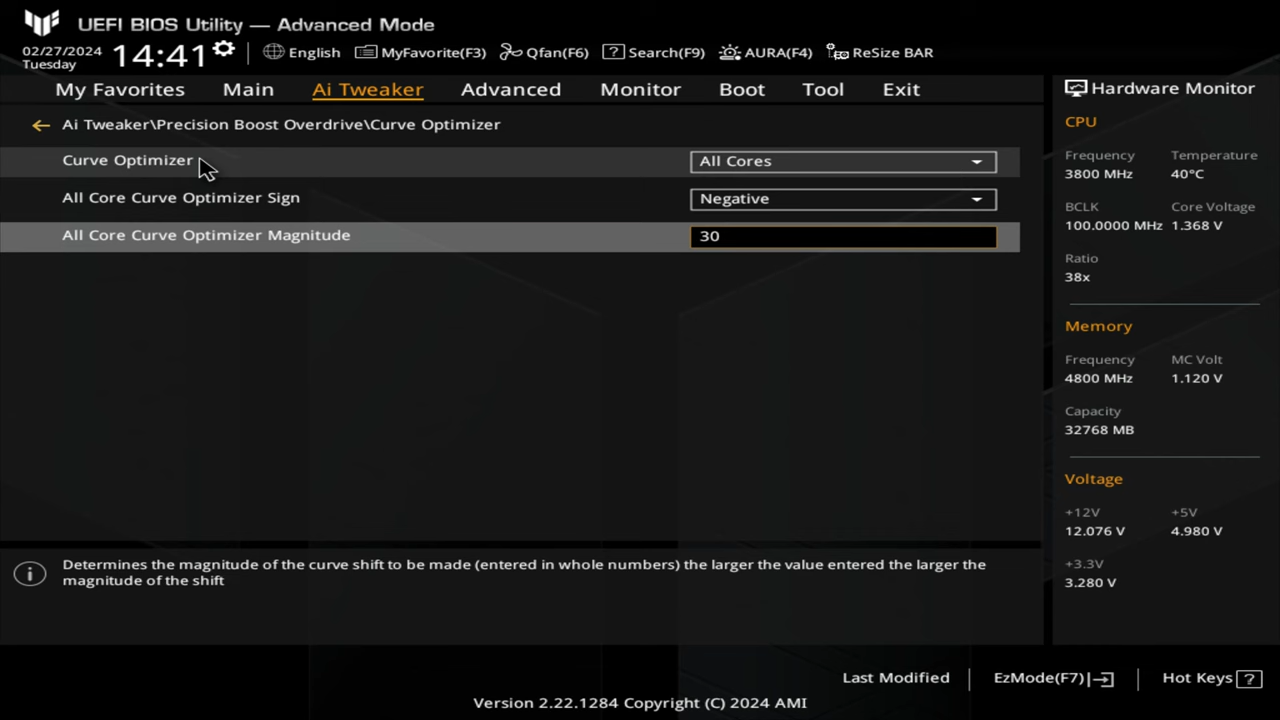 UEFI BIOS Utility — Advanced Mode
02/27/2024
Tuesday
14:41
English
MyFavorite(F3)
Qfan(F6)
Search(F9)
AURA(F4)
ReSize BAR
My Favorites
Main
Ai Tweaker
Advanced
Monitor
Boot
Tool
Exit
Ai Tweaker\Precision Boost Overdrive\Curve Optimizer
Curve Optimizer
All Cores
All Core Curve Optimizer Sign
Negative
All Core Curve Optimizer Magnitude
30
Determines the magnitude of the curve shift to be made (entered in whole numbers) the larger the value entered the larger the
magnitude of the shift
Hardware Monitor
CPU
Frequency Temperature
3800 MHz 40°C
BCLK Core Voltage
100.0000 MHz 1.368 V
Ratio
38x
Memory
Frequency MC Volt
4800 MHz 1.120 V
Capacity
32768 MB
Voltage
+12V +5V
12.076 V 4.980 V
+3.3V
3.280 V
Last Modified
EzMode(F7)
Hot Keys ?
Version 2.22.1284 Copyright (C) 2024 AMI